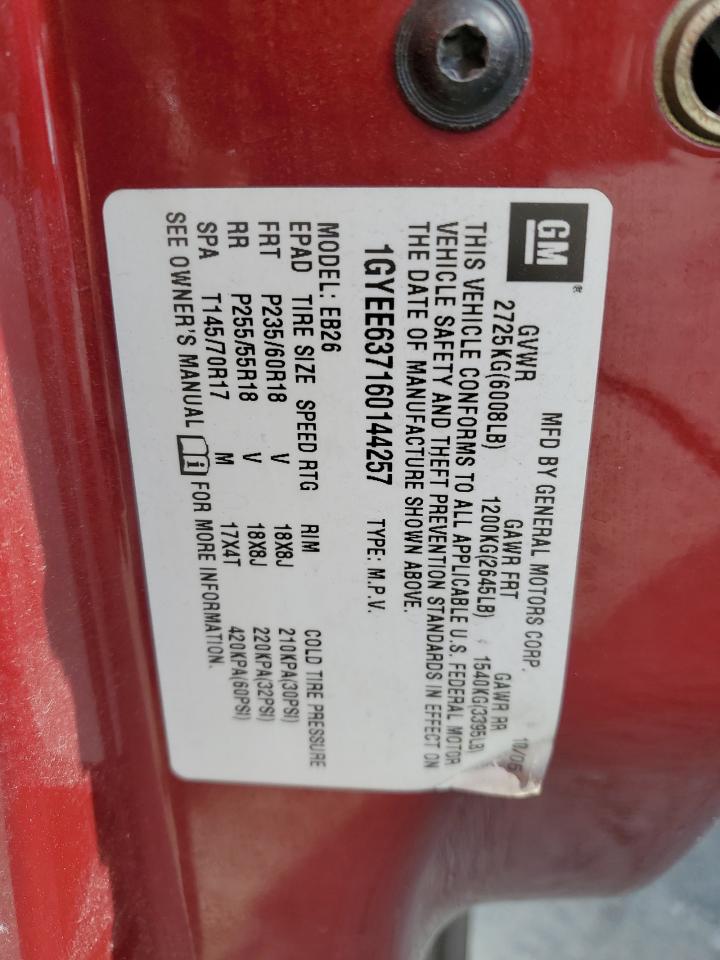 GM ®
MFD BY GENERAL MOTORS CORP. 10/05
GVWR GAWR FRT GAWR RR
2725KG(6008LB) 1200KG(2645LB) 1540KG(3395LB)
THIS VEHICLE CONFORMS TO ALL APPLICABLE U.S. FEDERAL MOTOR
VEHICLE SAFETY AND THEFT PREVENTION STANDARDS IN EFFECT ON
THE DATE OF MANUFACTURE SHOWN ABOVE.
1GYEE637160144257 TYPE: M.P.V.
MODEL: EB26
EPAD TIRE SIZE SPEED RTG RIM COLD TIRE PRESSURE
FRT P235/60R18 V 18X8J 210KPA(30PSI)
RR P255/55R18 V 18X8J 220KPA(32PSI)
SPA T145/70R17 M 17X4T 420KPA(60PSI)
SEE OWNER'S MANUAL i FOR MORE INFORMATION.